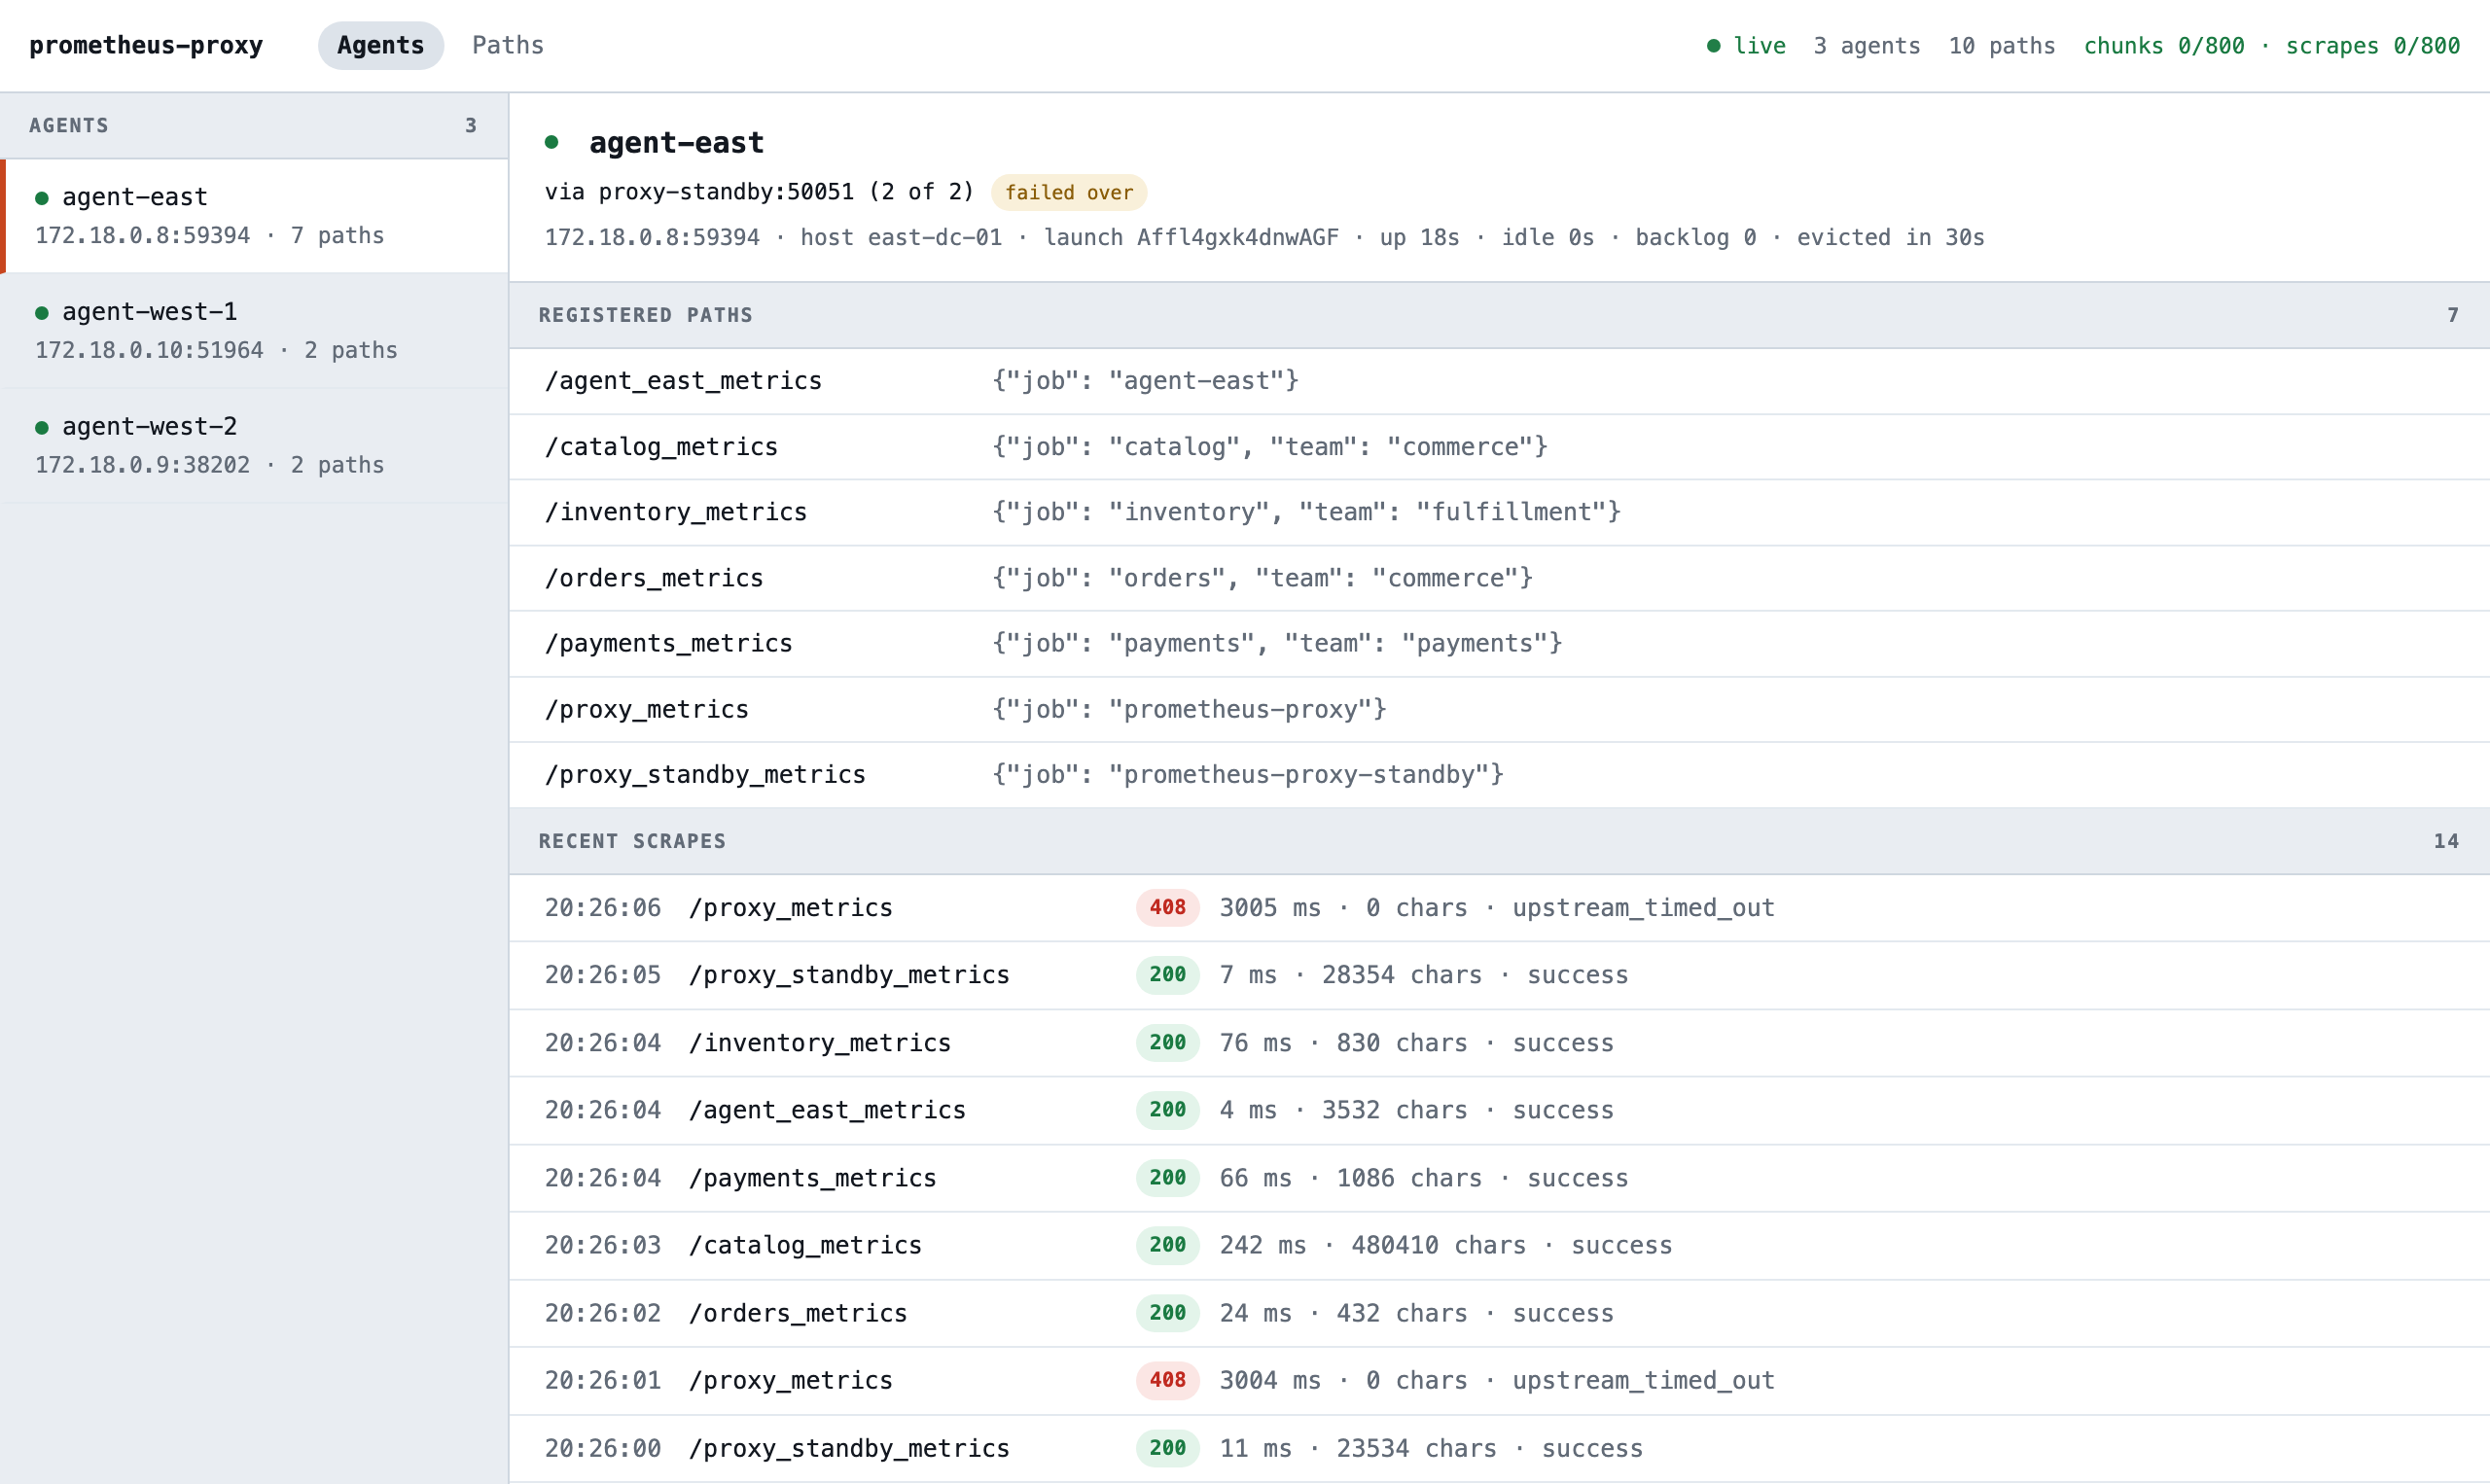 prometheus-proxy Agents Paths live 3 agents 10 paths chunks 0/800 · scrapes 0/800
AGENTS 3
agent-east
172.18.0.8:59394 · 7 paths
agent-west-1
172.18.0.10:51964 · 2 paths
agent-west-2
172.18.0.9:38202 · 2 paths
agent-east
via proxy-standby:50051 (2 of 2) failed over
172.18.0.8:59394 · host east-dc-01 · launch Affl4gxk4dnwAGF · up 18s · idle 0s · backlog 0 · evicted in 30s
REGISTERED PATHS 7
/agent_east_metrics {"job": "agent-east"}
/catalog_metrics {"job": "catalog", "team": "commerce"}
/inventory_metrics {"job": "inventory", "team": "fulfillment"}
/orders_metrics {"job": "orders", "team": "commerce"}
/payments_metrics {"job": "payments", "team": "payments"}
/proxy_metrics {"job": "prometheus-proxy"}
/proxy_standby_metrics {"job": "prometheus-proxy-standby"}
RECENT SCRAPES 14
20:26:06 /proxy_metrics 408 3005 ms · 0 chars · upstream_timed_out
20:26:05 /proxy_standby_metrics 200 7 ms · 28354 chars · success
20:26:04 /inventory_metrics 200 76 ms · 830 chars · success
20:26:04 /agent_east_metrics 200 4 ms · 3532 chars · success
20:26:04 /payments_metrics 200 66 ms · 1086 chars · success
20:26:03 /catalog_metrics 200 242 ms · 480410 chars · success
20:26:02 /orders_metrics 200 24 ms · 432 chars · success
20:26:01 /proxy_metrics 408 3004 ms · 0 chars · upstream_timed_out
20:26:00 /proxy_standby_metrics 200 11 ms · 23534 chars · success